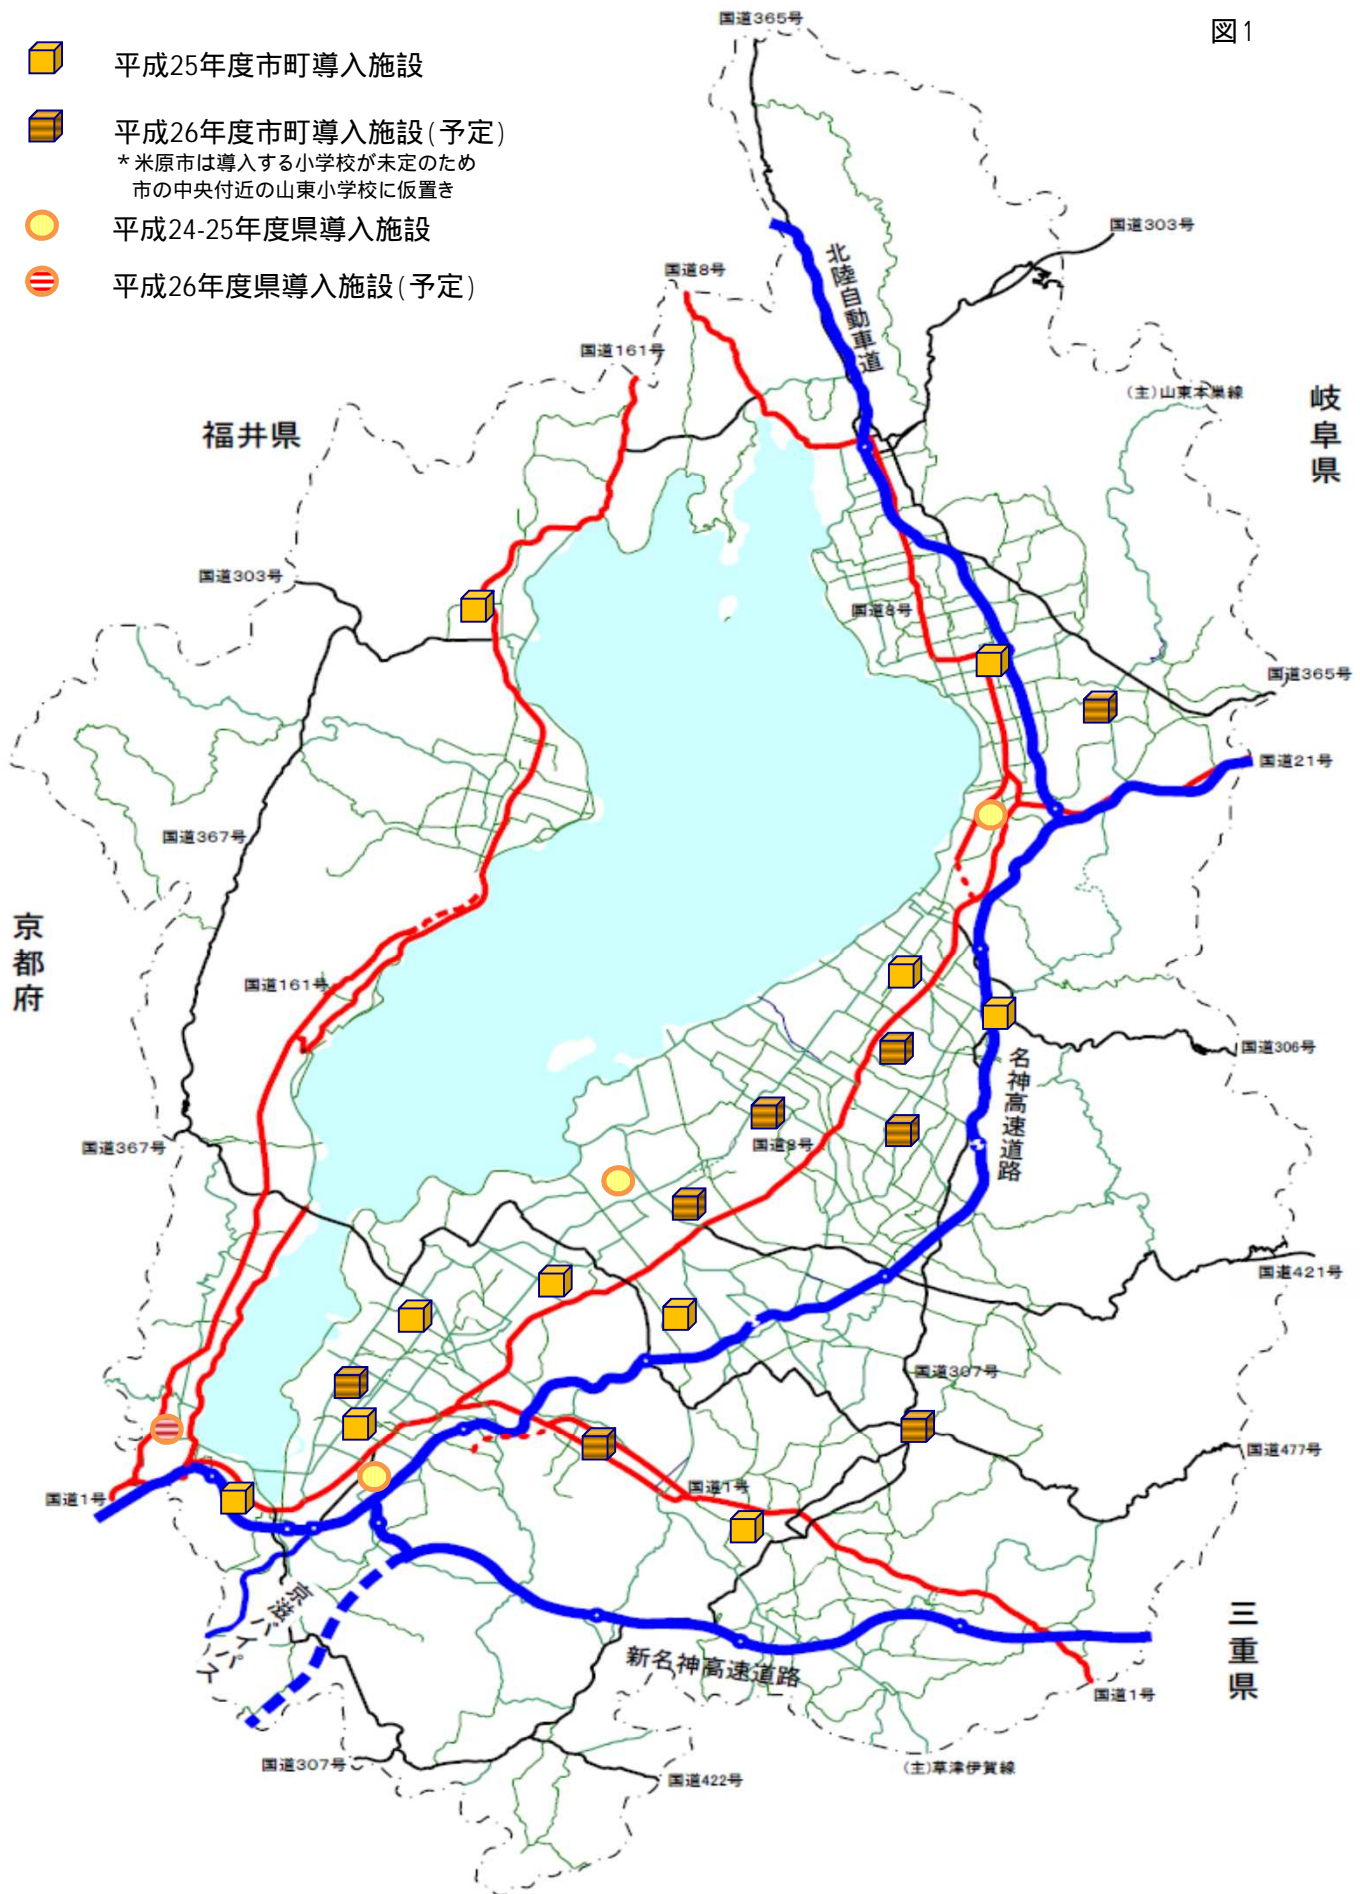 図1
平成25年度市町導入施設
平成26年度市町導入施設(予定)
*米原市は導入する小学校が未定のため
市の中央付近の山東小学校に仮置き
平成24-25年度県導入施設
平成26年度県導入施設(予定)
国道365号
国道303号
北陸自動車道
国道8号
国道161号
(主)山東本巣線
岐阜県
福井県
国道303号
国道8号
国道365号
国道21号
国道367号
京都府
国道161号
国道306号
名神高速道路
国道8号
国道367号
国道421号
国道307号
国道477号
国道1号
国道1号
京滋バイパス
新名神高速道路
三重県
国道1号
国道307号
国道422号
(主)草津伊賀線